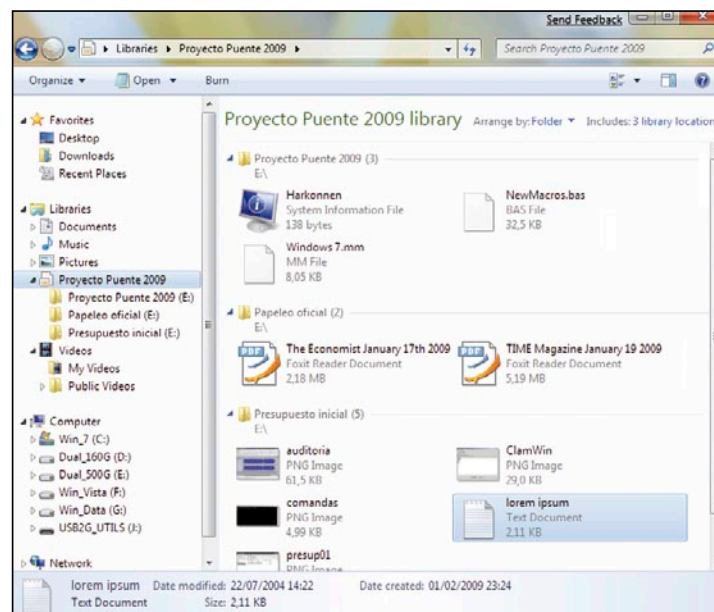 Send Feedback
Libraries Proyecto Puente 2009
Search Proyecto Puente 2009
Organize Open Burn
Favorites
Desktop
Downloads
Recent Places
Libraries
Documents
Music
Pictures
Proyecto Puente 2009
Proyecto Puente 2009 (E:)
Papeleo oficial (E:)
Presupuesto inicial (E:)
Videos
My Videos
Public Videos
Computer
Win_7 (C:)
Dual_160G (D:)
Dual_500G (E:)
Win_Vista (F:)
Win_Data (G:)
USB2G_UTILS (J:)
Network
Proyecto Puente 2009 library Arrange by: Folder Includes: 3 library location
Proyecto Puente 2009 (3)
E:\
Harkonnen
System Information File
138 bytes
NewMacros.bas
BAS File
32,5 KB
Windows 7.mm
MM File
8,05 KB
Papeleo oficial (2)
E:\
PDF The Economist January 17th 2009
Foxit Reader Document
2,18 MB
PDF TIME Magazine January 19 2009
Foxit Reader Document
5,19 MB
Presupuesto inicial (5)
E:\
auditoria
PNG Image
61,5 KB
ClamWin
PNG Image
29,0 KB
comandas
PNG Image
4,99 KB
lorem ipsum
Text Document
2,11 KB
presup01
PNG Image
lorem ipsum Date modified: 22/07/2004 14:22 Date created: 01/02/2009 23:24
Text Document Size: 2,11 KB